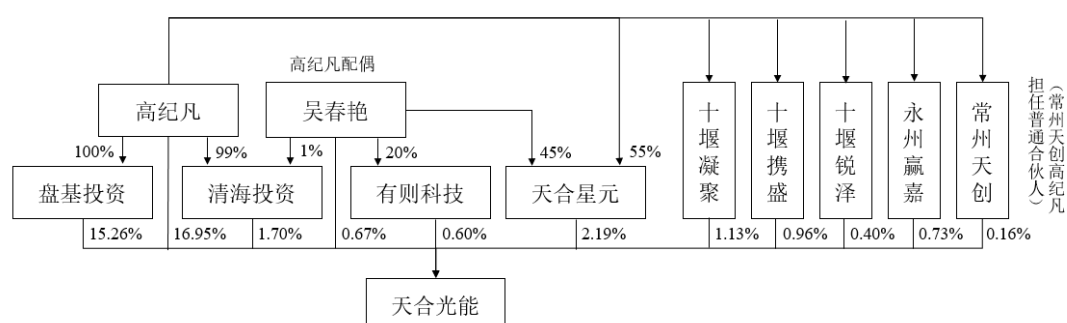 高纪凡配偶
高纪凡
吴春艳
100%
99%
1%
20%
45%
55%
盘基投资
清海投资
有则科技
天合星元
十堰凝聚
十堰携盛
十堰锐泽
永州赢嘉
常州天创
（常州天创高纪凡
担任普通合伙人）
15.26%
16.95%
1.70%
0.67%
0.60%
2.19%
1.13%
0.96%
0.40%
0.73%
0.16%
天合光能